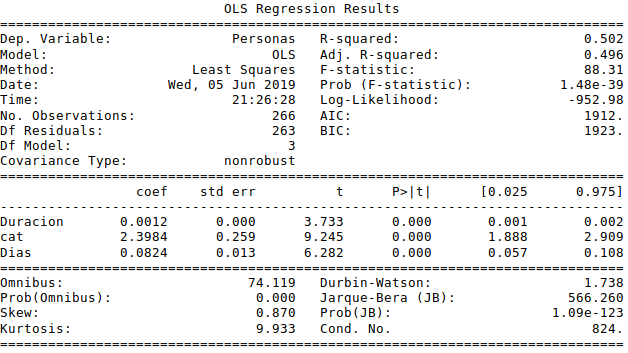 OLS Regression Results
==============================================================================
Dep. Variable:               Personas   R-squared:                       0.502
Model:                            OLS   Adj. R-squared:                  0.496
Method:                 Least Squares   F-statistic:                     88.31
Date:                Wed, 05 Jun 2019   Prob (F-statistic):           1.48e-39
Time:                        21:26:28   Log-Likelihood:                -952.98
No. Observations:                 266   AIC:                             1912.
Df Residuals:                     263   BIC:                             1923.
Df Model:                           3
Covariance Type:            nonrobust
==============================================================================
                 coef    std err          t      P>|t|      [0.025      0.975]
------------------------------------------------------------------------------
Duracion       0.0012      0.000      3.733      0.000       0.001       0.002
cat            2.3984      0.259      9.245      0.000       1.888       2.909
Dias           0.0824      0.013      6.282      0.000       0.057       0.108
==============================================================================
Omnibus:                       74.119   Durbin-Watson:                   1.738
Prob(Omnibus):                  0.000   Jarque-Bera (JB):              566.260
Skew:                           0.870   Prob(JB):                    1.09e-123
Kurtosis:                       9.933   Cond. No.                         824.
==============================================================================